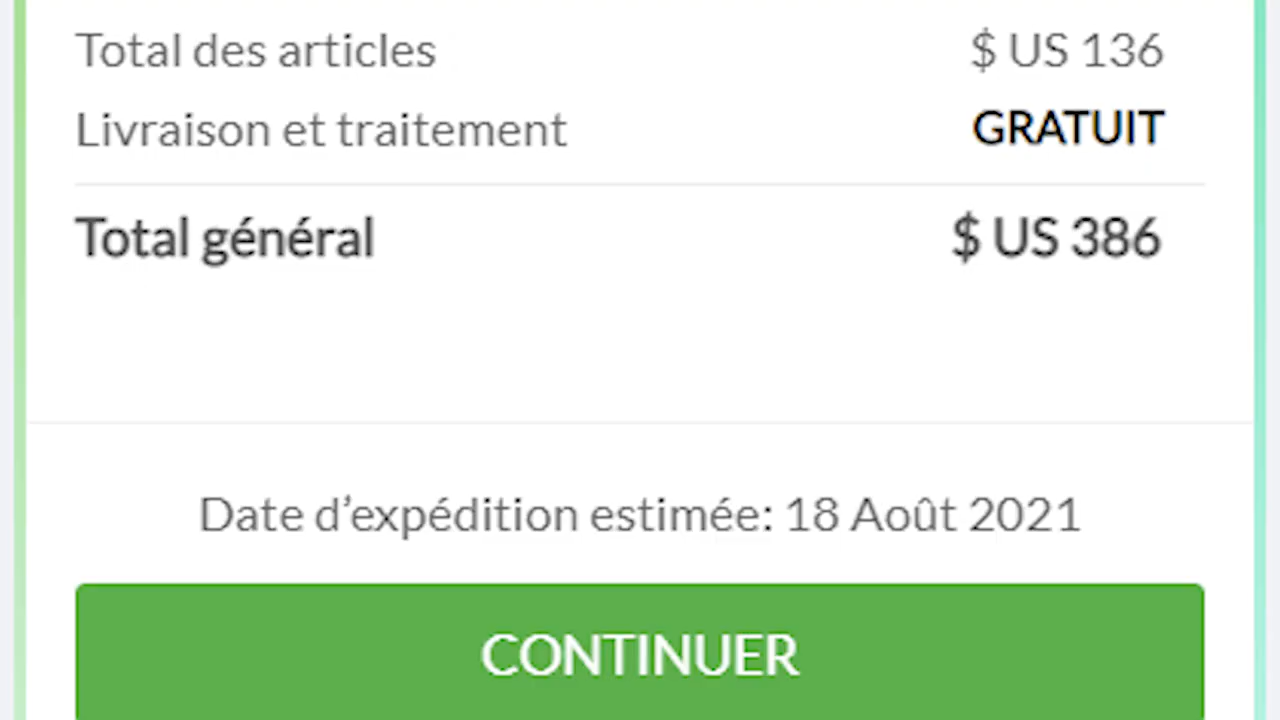 Total des articles $ US 136
Livraison et traitement GRATUIT
Total général $ US 386
Date d’expédition estimée: 18 Août 2021
CONTINUER